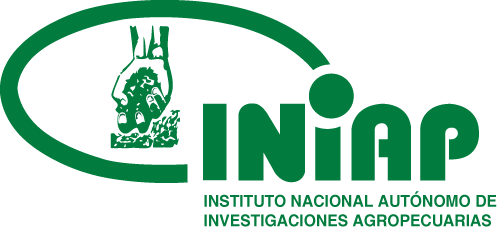 INiAP
INSTITUTO NACIONAL AUTÓNOMO DE
INVESTIGACIONES AGROPECUARIAS